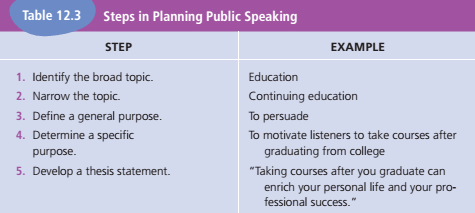 Table 12.3 Steps in Planning Public Speaking
STEP EXAMPLE
1. Identify the broad topic. Education
2. Narrow the topic. Continuing education
3. Define a general purpose. To persuade
4. Determine a specific To motivate listeners to take courses after
purpose. graduating from college
5. Develop a thesis statement. "Taking courses after you graduate can
enrich your personal life and your pro-
fessional success."